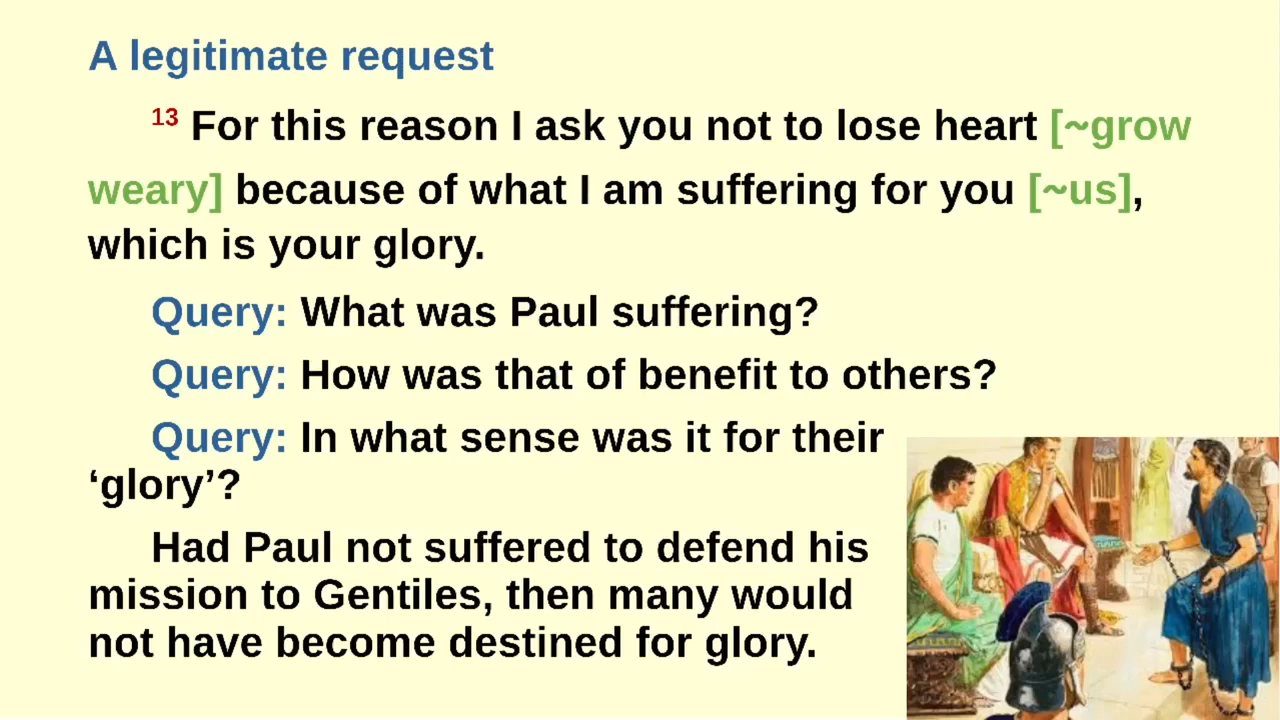 A legitimate request
13 For this reason I ask you not to lose heart [~grow
weary] because of what I am suffering for you [~us],
which is your glory.
Query: What was Paul suffering?
Query: How was that of benefit to others?
Query: In what sense was it for their
‘glory’?
Had Paul not suffered to defend his
mission to Gentiles, then many would
not have become destined for glory.